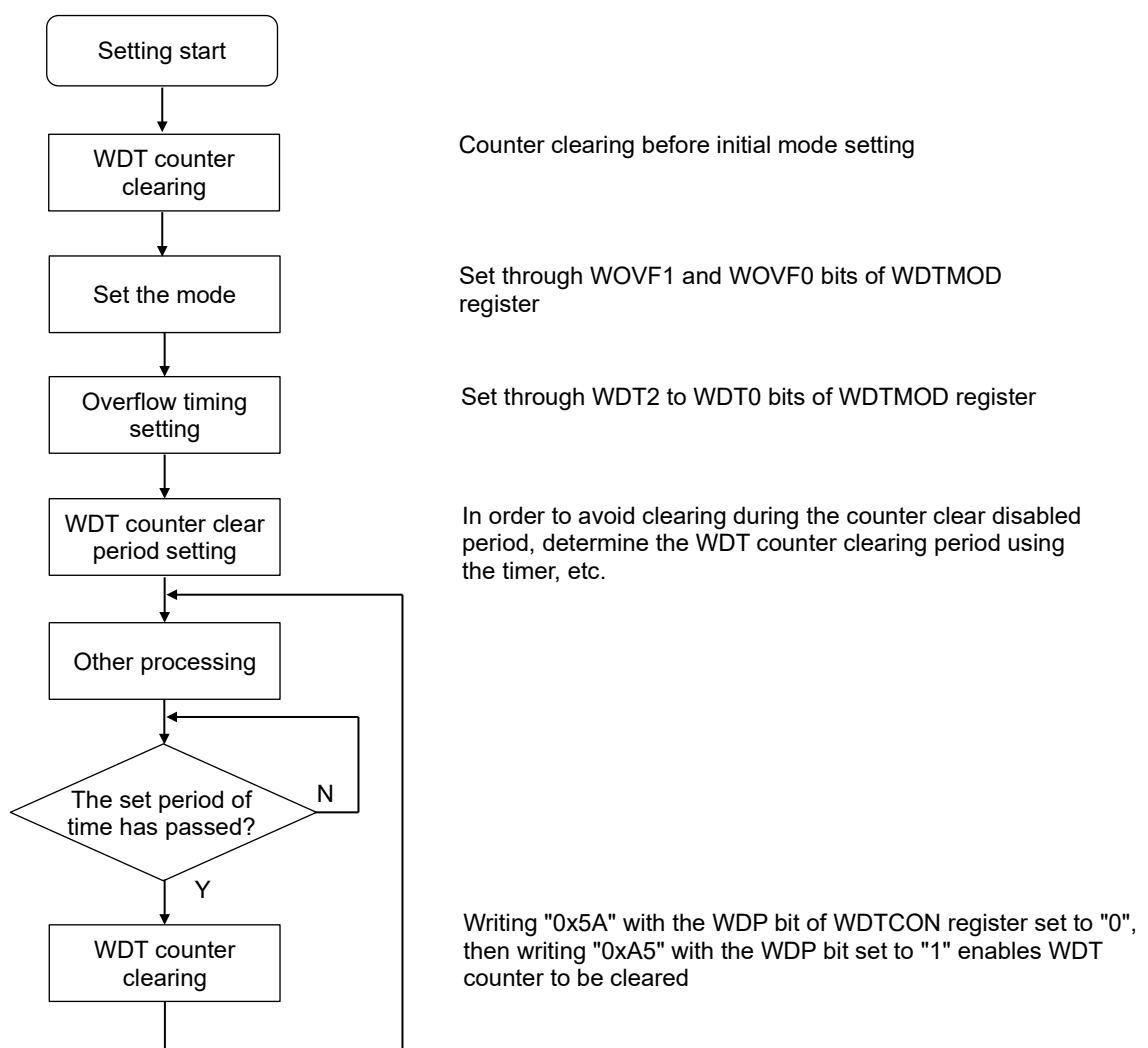 Setting start
WDT counter
clearing
Counter clearing before initial mode setting
Set the mode
Set through WOVF1 and WOVF0 bits of WDTMOD
register
Overflow timing
setting
Set through WDT2 to WDT0 bits of WDTMOD register
WDT counter clear
period setting
In order to avoid clearing during the counter clear disabled
period, determine the WDT counter clearing period using
the timer, etc.
Other processing
The set period of
time has passed?
N
Y
WDT counter
clearing
Writing "0x5A" with the WDP bit of WDTCON register set to "0",
then writing "0xA5" with the WDP bit set to "1" enables WDT
counter to be cleared